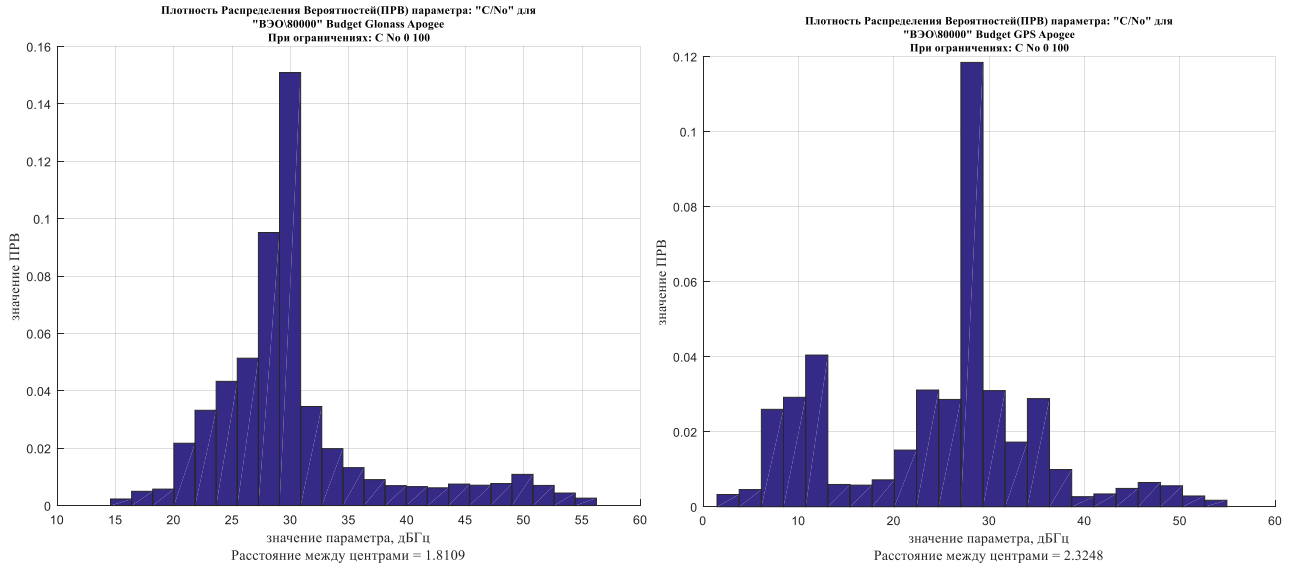 Плотность Распределения Вероятностей(ПРВ) параметра: "C/No" для
"ВЭО\80000" Budget Glonass Apogee
При ограничениях: C No 0 100
0.16
0.14
0.12
0.1
0.08
0.06
0.04
0.02
0
значение ПРВ
10 15 20 25 30 35 40 45 50 55 60
значение параметра, дБГц
Расстояние между центрами = 1.8109
Плотность Распределения Вероятностей(ПРВ) параметра: "C/No" для
"ВЭО\80000" Budget GPS Apogee
При ограничениях: C No 0 100
0.12
0.1
0.08
0.06
0.04
0.02
0
значение ПРВ
0 10 20 30 40 50 60
значение параметра, дБГц
Расстояние между центрами = 2.3248